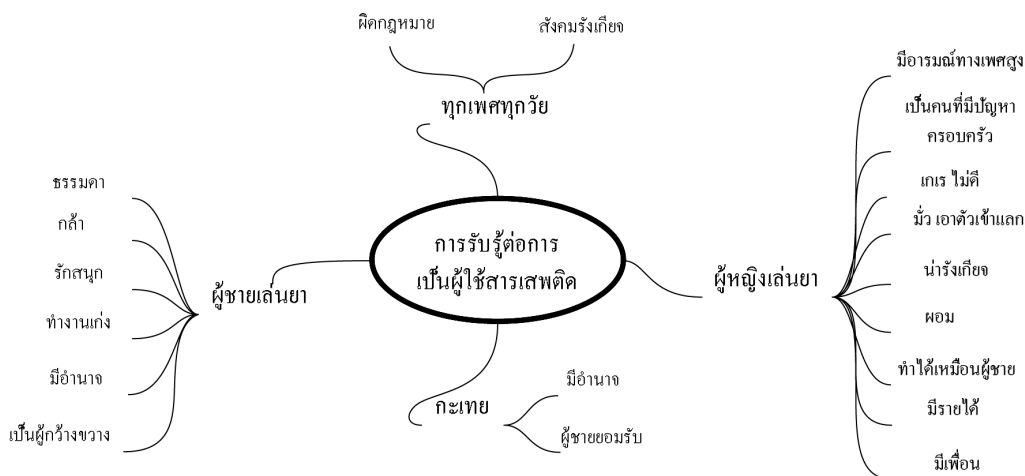 ผิดกฎหมาย
สังคมรังเกียจ
ทุกเพศทุกวัย
การรับรู้ต่อการ
เป็นผู้ใช้สารเสพติด
ผู้ชายเล่นยา
ธรรมดา
กล้า
รักสนุก
ทำงานเก่ง
มีอำนาจ
เป็นผู้กว้างขวาง
กะเทย
มีอำนาจ
ผู้ชายยอมรับ
ผู้หญิงเล่นยา
มีอารมณ์ทางเพศสูง
เป็นคนที่มีปัญหา
ครอบครัว
เกเร ไม่ดี
มั่ว เอาตัวเข้าแลก
น่ารังเกียจ
ผอม
ทำได้เหมือนผู้ชาย
มีรายได้
มีเพื่อน